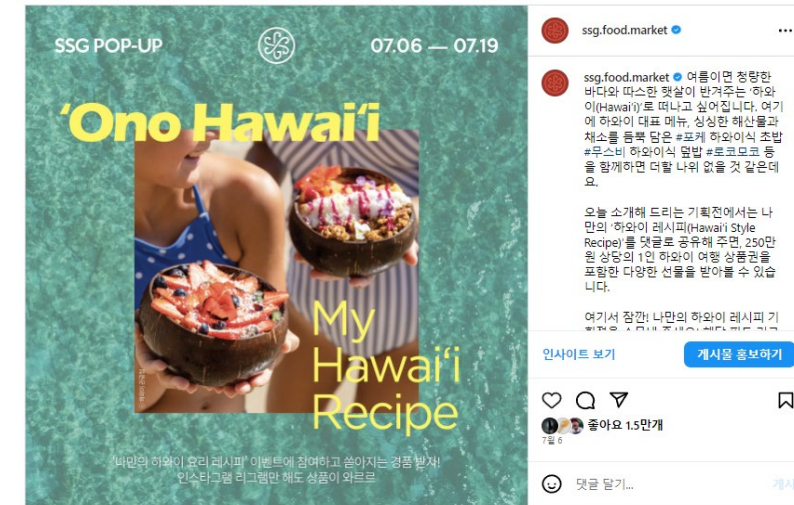 SSG POP-UP
07.06 — 07.19
‘Ono Hawai‘i
My
Hawai‘i
Recipe
'나만의 하와이 요리 레시피' 이벤트에 참여하고 쏟아지는 경품 받자!
인스타그램 리그램만 해도 상품이 와르르
ssg.food.market
ssg.food.market 여름이면 청량한
바다와 따스한 햇살이 반겨주는 '하와
이(Hawai'i)'로 떠나고 싶어집니다. 여기
에 하와이 대표 메뉴, 싱싱한 해산물과
채소를 듬뿍 담은 #포케 하와이식 초밥
#무스비 하와이식 덮밥 #로코모코 등
을 함께하면 더할 나위 없을 것 같은데
요.
오늘 소개해 드리는 기획전에서는 나
만의 '하와이 레시피(Hawai'i Style
Recipe)'를 댓글로 공유해 주면, 250만
원 상당의 1인 하와이 여행 상품권을
포함한 다양한 선물을 받아볼 수 있습
니다.
여기서 잠깐! 나만의 하와이 레시피 기
인사이트 보기
게시물 홍보하기
좋아요 1.5만개
7월 6
댓글 달기...
게시